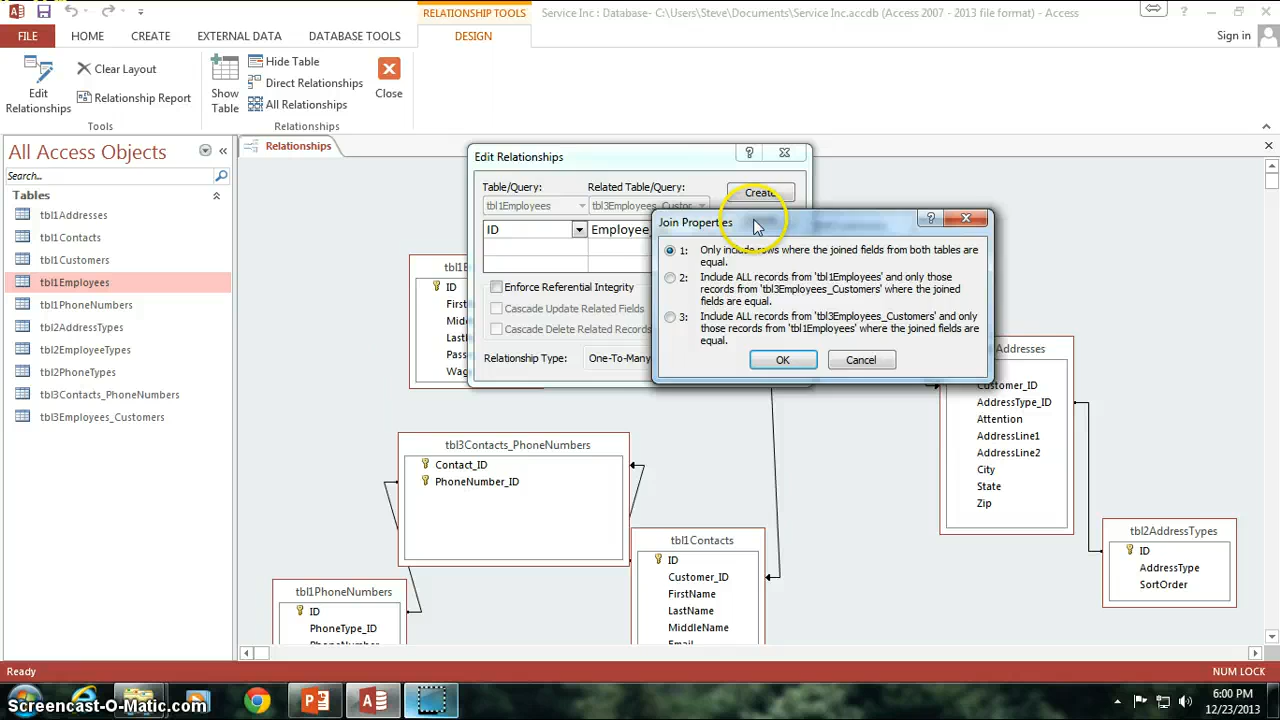 RELATIONSHIP TOOLS
Service Inc : Database- C:\Users\Steve\Documents\Service Inc.accdb (Access 2007 - 2013 file format) - Access
FILE
HOME
CREATE
EXTERNAL DATA
DATABASE TOOLS
DESIGN
Sign in
Edit
Relationships
Clear Layout
Relationship Report
Tools
Show
Table
Hide Table
Direct Relationships
All Relationships
Relationships
Close
All Access Objects
Search...
Tables
tbl1Addresses
tbl1Contacts
tbl1Customers
tbl1Employees
tbl1PhoneNumbers
tbl2AddressTypes
tbl2EmployeeTypes
tbl2PhoneTypes
tbl3Contacts_PhoneNumbers
tbl3Employees_Customers
Relationships
Edit Relationships
Table/Query:
Related Table/Query:
tbl1Employees
tbl3Employees_Custor
Create
ID
Employee
Enforce Referential Integrity
Cascade Update Related Fields
Cascade Delete Related Records
Relationship Type:
One-To-Many
Join Properties
1: Only include rows where the joined fields from both tables are
equal.
2: Include ALL records from 'tbl1Employees' and only those
records from 'tbl3Employees_Customers' where the joined
fields are equal.
3: Include ALL records from 'tbl3Employees_Customers' and only
those records from 'tbl1Employees' where the joined fields are
equal.
OK
Cancel
tbl1E
ID
First
Midd
Last
Pass
Wag
tbl3Contacts_PhoneNumbers
Contact_ID
PhoneNumber_ID
tbl1PhoneNumbers
ID
PhoneType_ID
PhoneNumber
tbl1Contacts
ID
Customer_ID
FirstName
LastName
MiddleName
Email
Addresses
Customer_ID
AddressType_ID
Attention
AddressLine1
AddressLine2
City
State
Zip
tbl2AddressTypes
ID
AddressType
SortOrder
Ready
NUM LOCK
Screencast-O-Matic.com
6:00 PM
12/23/2013